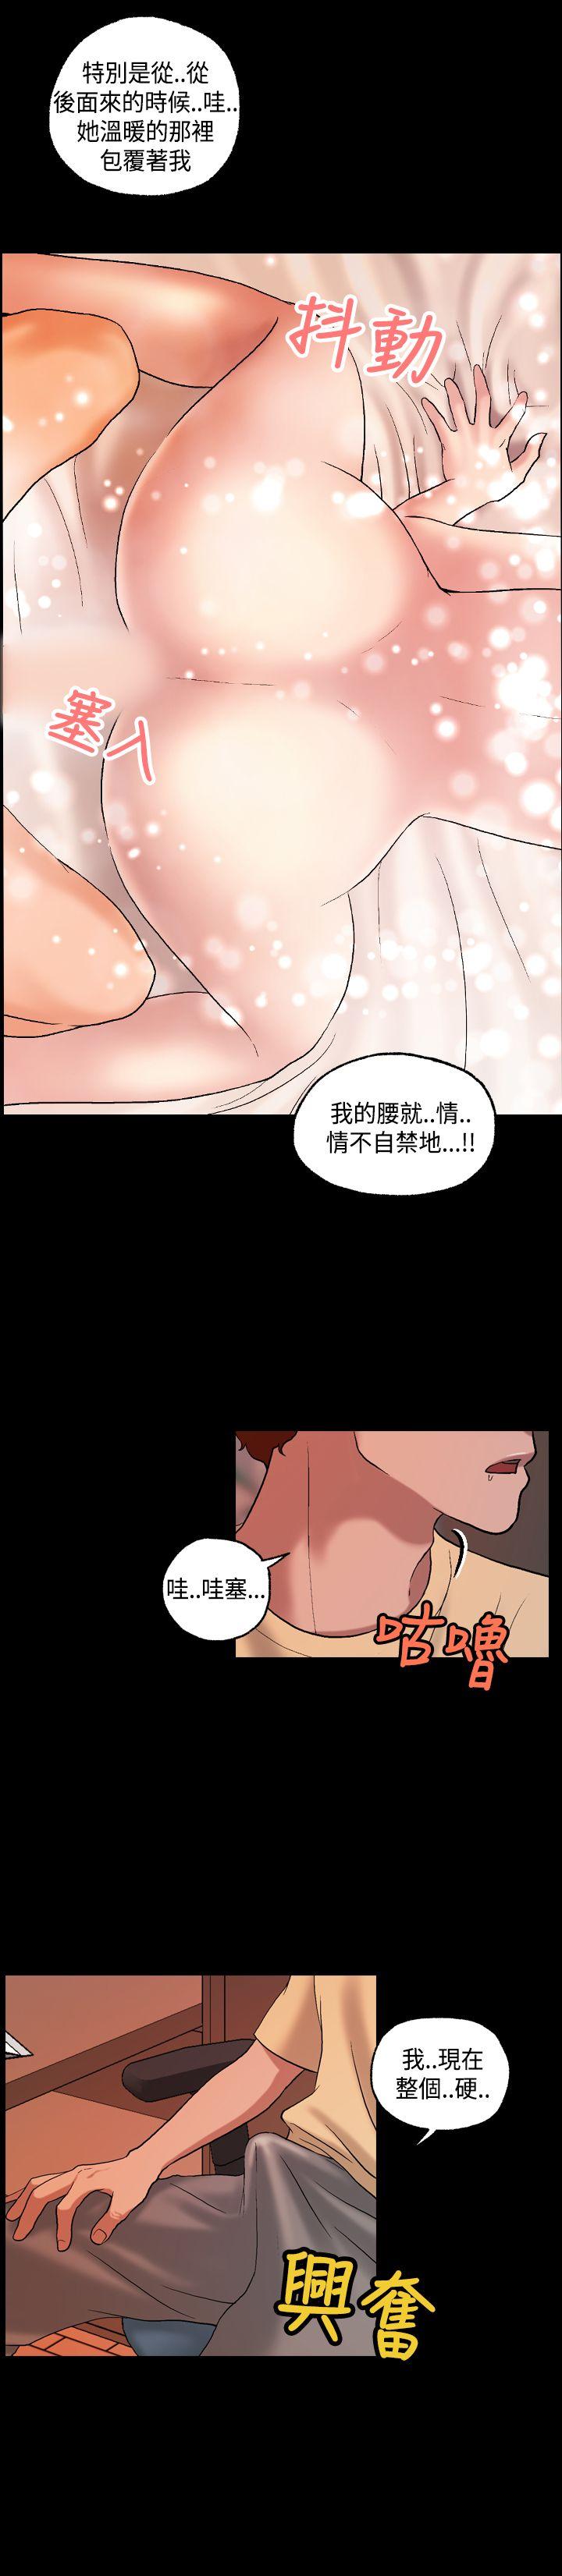 特別是從..從
後面來的時候..哇..
她溫暖的那裡
包覆著我
抖動
塞入
我的腰就..情..
情不自禁地...!!
哇..哇塞...
咕嚕
我..現在
整個..硬..
興奮